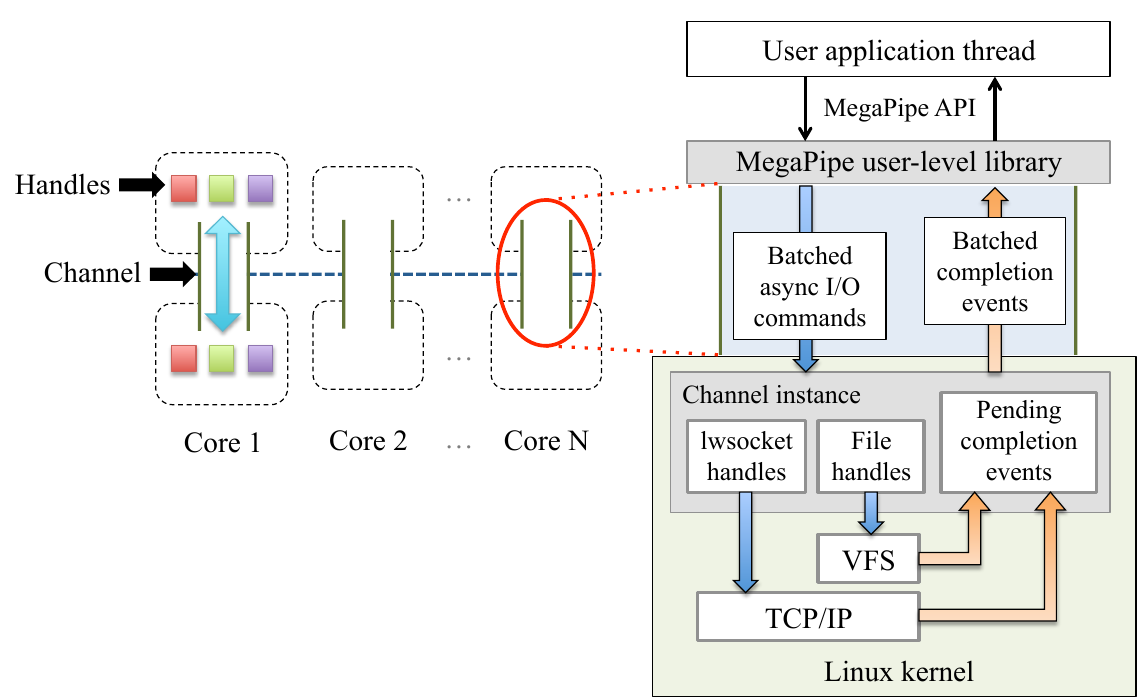 User application thread
MegaPipe API
MegaPipe user-level library
Handles
...
Channel
Batched
async I/O
commands
Batched
completion
events
...
Core 1
Core 2
...
Core N
Channel instance
lwsocket
handles
File
handles
Pending
completion
events
VFS
TCP/IP
Linux kernel